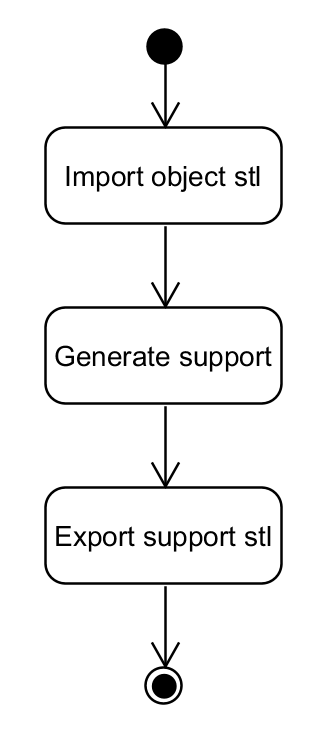 Import object stl
Generate support
Export support stl